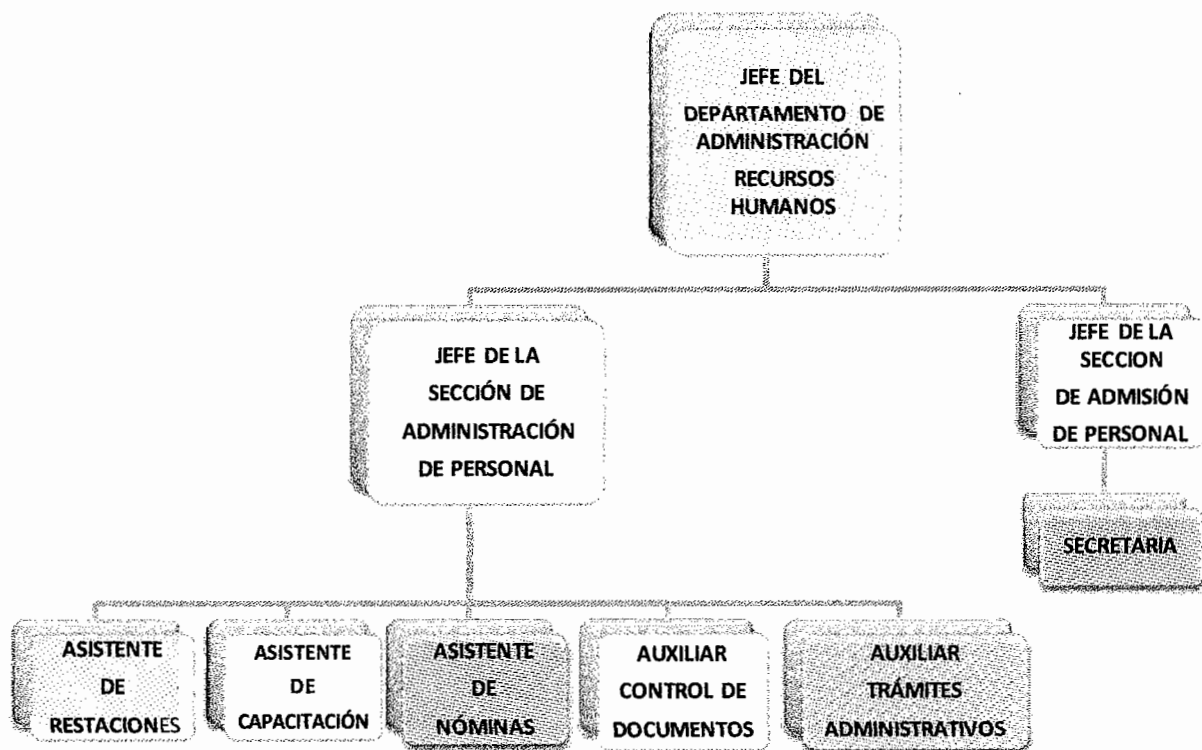 JEFE DEL
DEPARTAMENTO DE
ADMINISTRACIÓN
RECURSOS
HUMANOS
JEFE DE LA
SECCIÓN DE
ADMINISTRACIÓN
DE PERSONAL
JEFE DE LA
SECCION
DE ADMISIÓN
DE PERSONAL
SECRETARIA
ASISTENTE
DE
RESTACIONES
ASISTENTE
DE
CAPACITACIÓN
ASISTENTE
DE
NÓMINAS
AUXILIAR
CONTROL DE
DOCUMENTOS
AUXILIAR
TRÁMITES
ADMINISTRATIVOS